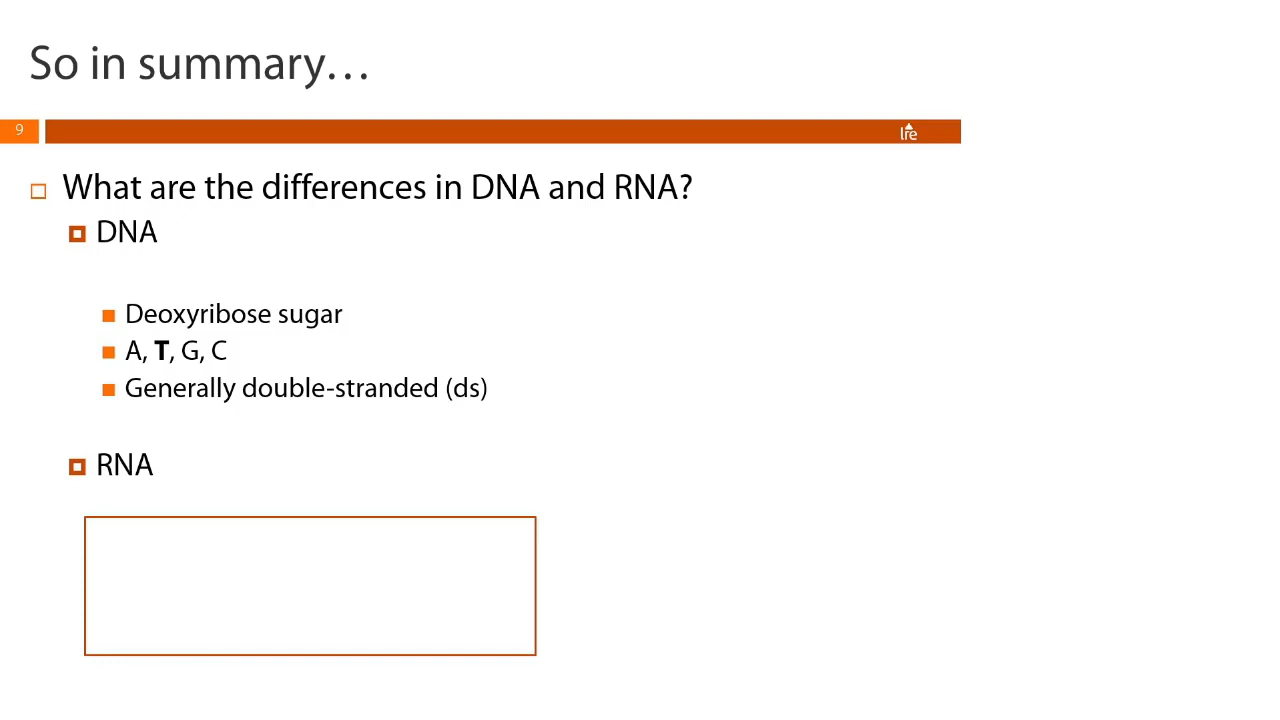 So in summary…
9
lre
What are the differences in DNA and RNA?
DNA
Deoxyribose sugar
A, T, G, C
Generally double-stranded (ds)
RNA